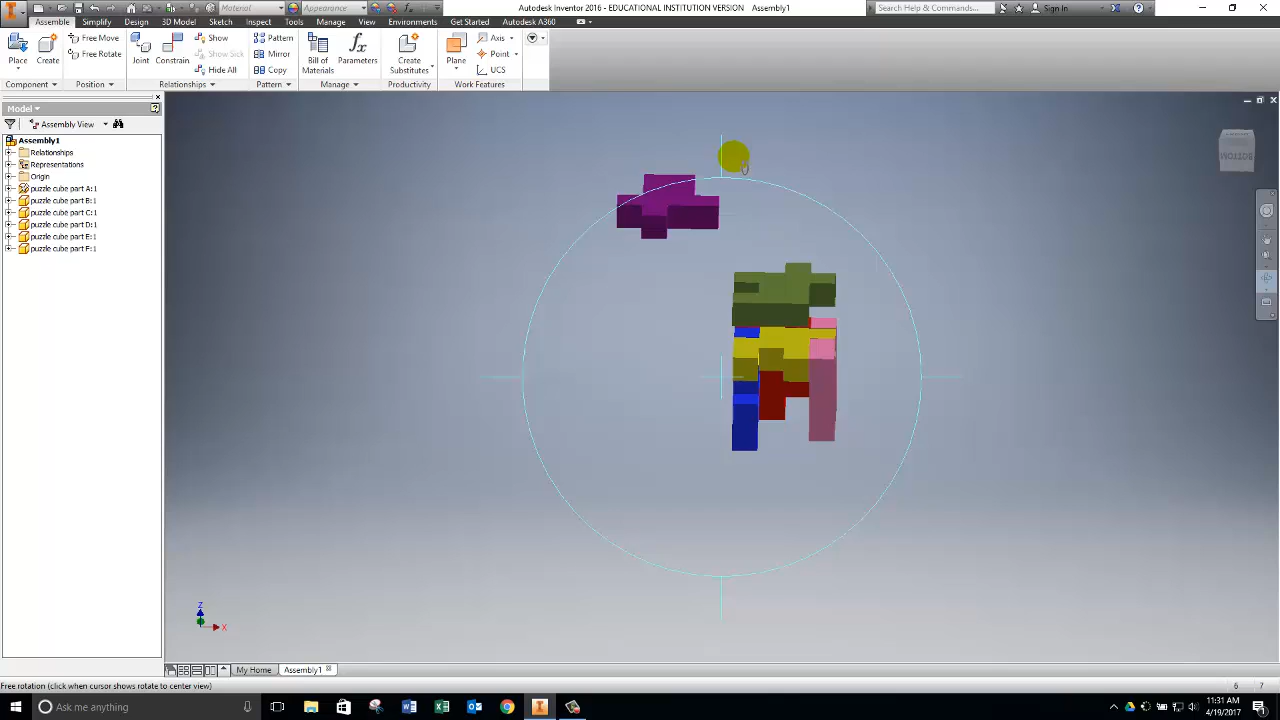 Material
Appearance
Autodesk Inventor 2016 - EDUCATIONAL INSTITUTION VERSION Assembly1
Search Help & Commands...
Sign In
Assemble Simplify Design 3D Model Sketch Inspect Tools Manage View Environments Get Started Autodesk A360
Place Create Free Move Joint Constrain Show Pattern Bill of Materials Parameters Create Substitutes Plane Axis
Free Rotate Show Sick Mirror Point
Hide All Copy UCS
Component Position Relationships Pattern Manage Productivity Work Features
Model
Assembly View
Assembly1
Relationships
Representations
Origin
puzzle cube part A:1
puzzle cube part B:1
puzzle cube part C:1
puzzle cube part D:1
puzzle cube part E:1
puzzle cube part F:1
BOTTOM
Z
X
My Home Assembly1
Free rotation (click when cursor shows rotate to center view)
6 7
Ask me anything
11:31 AM
4/19/2017